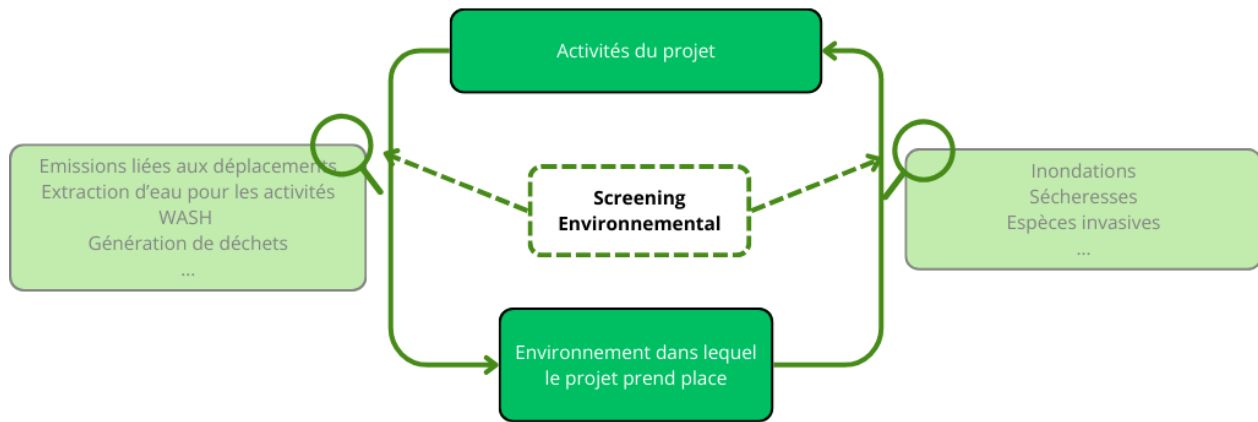 Activités du projet
Emissions liées aux déplacements
Extraction d'eau pour les activités
WASH
Génération de déchets
...
Screening
Environnemental
Inondations
Sécheresses
Espèces invasives
...
Environnement dans lequel
le projet prend place